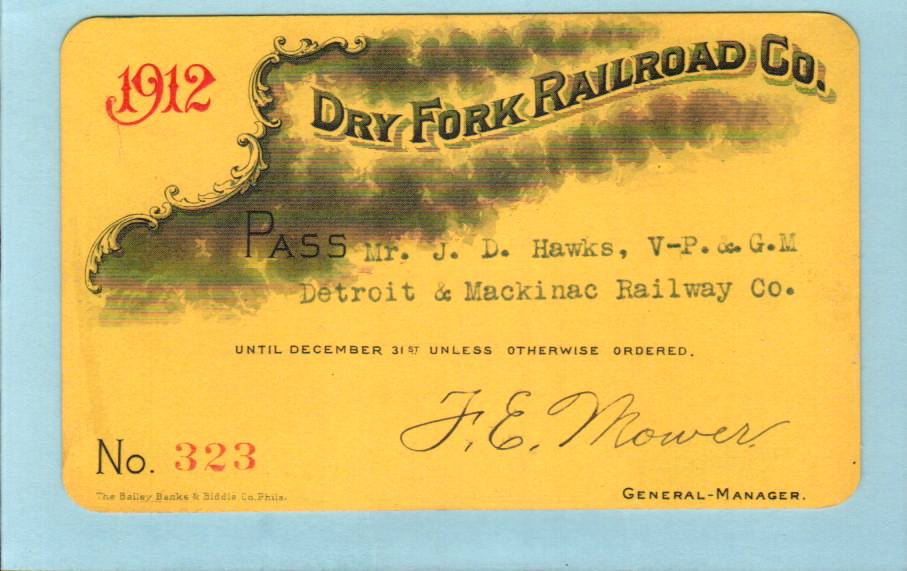 1912
DRY FORK RAILROAD CO.
PASS Mr. J. D. Hawks, V-P. & G.M
Detroit & Mackinac Railway Co.
UNTIL DECEMBER 31ST UNLESS OTHERWISE ORDERED.
F. E. Mower
No. 323
GENERAL-MANAGER.
The Bailey Banks & Biddle Co. Phila.